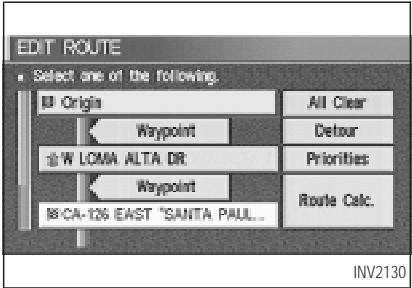 EDIT ROUTE
Select one of the following.
Origin
All Clear
Waypoint
Detour
W LOMA ALTA DR
Priorities
Waypoint
Route Calc.
CA-126 EAST "SANTA PAUL...
INV2130